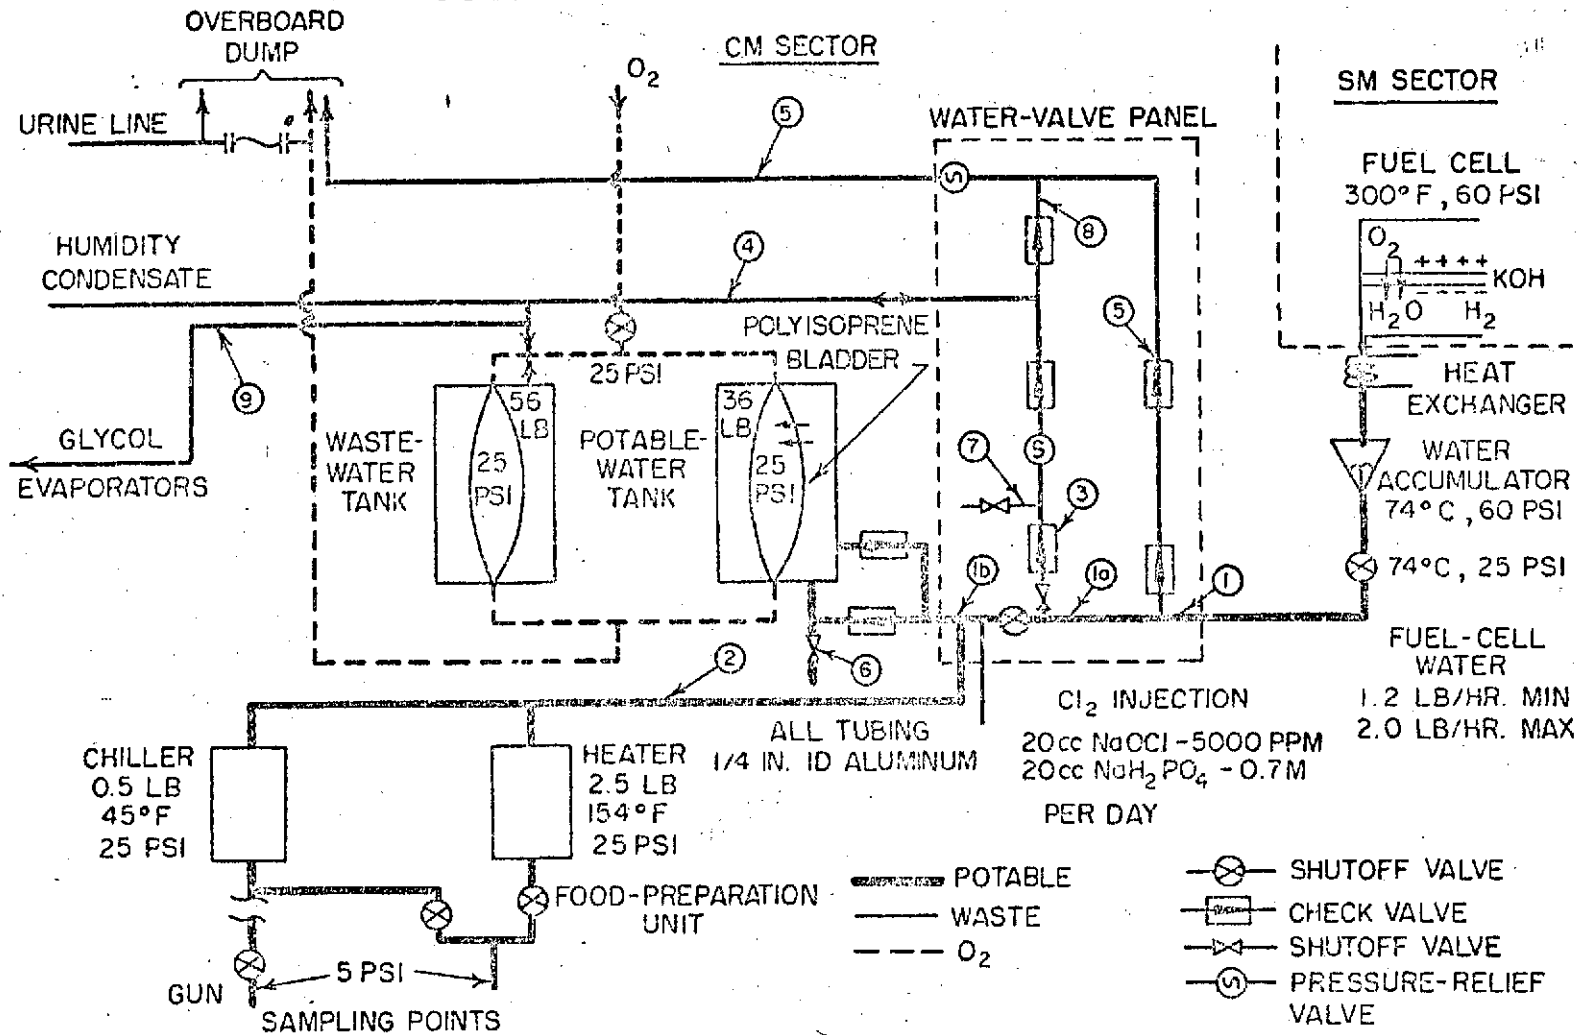 OVERBOARD
DUMP
CM SECTOR
O2
SM SECTOR
URINE LINE
5
WATER-VALVE PANEL
FUEL CELL
300°F, 60 PSI
8
HUMIDITY
CONDENSATE
4
O2
++++
KOH
H2O
H2
5
POLYISOPRENE
BLADDER
25 PSI
9
56
LB
36
LB
HEAT
EXCHANGER
GLYCOL
EVAPORATORS
WASTE-
WATER
TANK
25
PSI
POTABLE-
WATER
TANK
25
PSI
7
S
3
WATER
ACCUMULATOR
74°C, 60 PSI
74°C, 25 PSI
1b
1a
1
2
6
FUEL-CELL
WATER
1.2 LB/HR. MIN
2.0 LB/HR. MAX
ALL TUBING
1/4 IN. ID ALUMINUM
Cl2 INJECTION
20cc NaOCl-5000 PPM
20cc NaH2PO4-0.7M
PER DAY
CHILLER
0.5 LB
45°F
25 PSI
HEATER
2.5 LB
154°F
25 PSI
FOOD-PREPARATION
UNIT
POTABLE
WASTE
O2
SHUTOFF VALVE
CHECK VALVE
SHUTOFF VALVE
S
PRESSURE-RELIEF
VALVE
GUN
5 PSI
SAMPLING POINTS